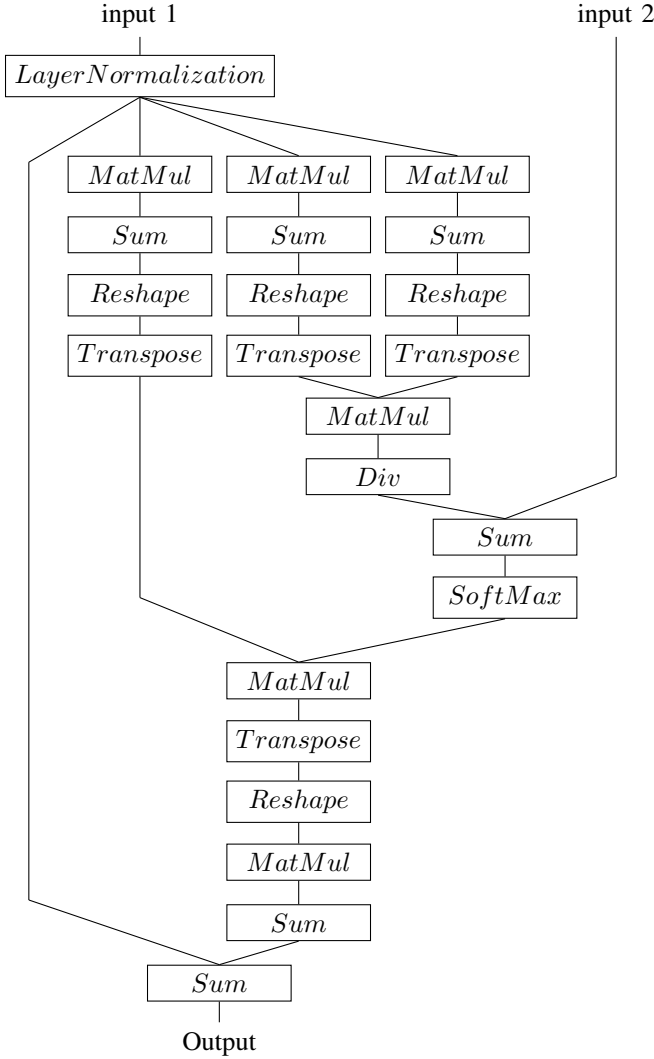 input 1 input 2
LayerNormalization
MatMul MatMul MatMul
Sum Sum Sum
Reshape Reshape Reshape
Transpose Transpose Transpose
MatMul
Div
Sum
SoftMax
MatMul
Transpose
Reshape
MatMul
Sum
Sum
Output